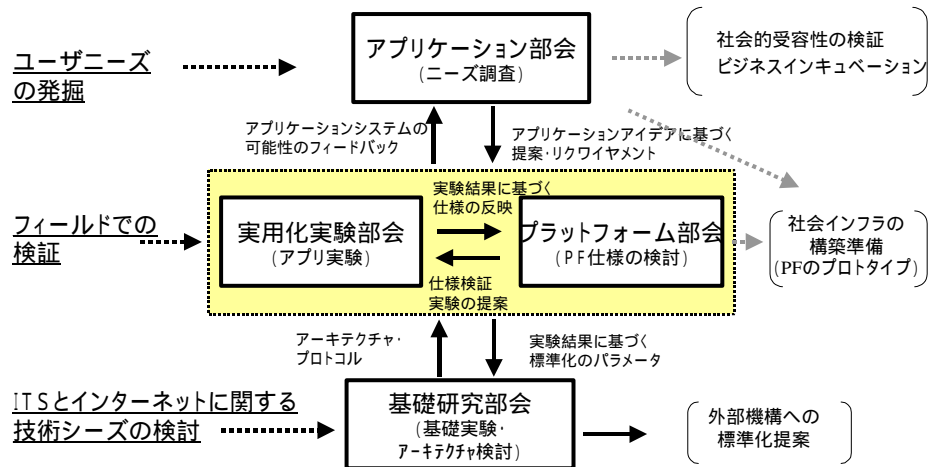 アプリケーション部会
(ニーズ調査)
社会的受容性の検証
ビジネスインキュベーション
ユーザニーズ
の発掘
アプリケーションシステムの
可能性のフィードバック
アプリケーションアイデアに基づく
提案・リクワイヤメント
実験結果に基づく
仕様の反映
フィールドでの
検証
実用化実験部会
(アプリ実験)
プラットフォーム部会
(PF仕様の検討)
社会インフラの
構築準備
(PFのプロトタイプ)
仕様検証
実験の提案
アーキテクチャ・
プロトコル
実験結果に基づく
標準化のパラメータ
ITSとインターネットに関する
技術シーズの検討
基礎研究部会
(基礎実験・
アーキテクチャ検討)
外部機構への
標準化提案